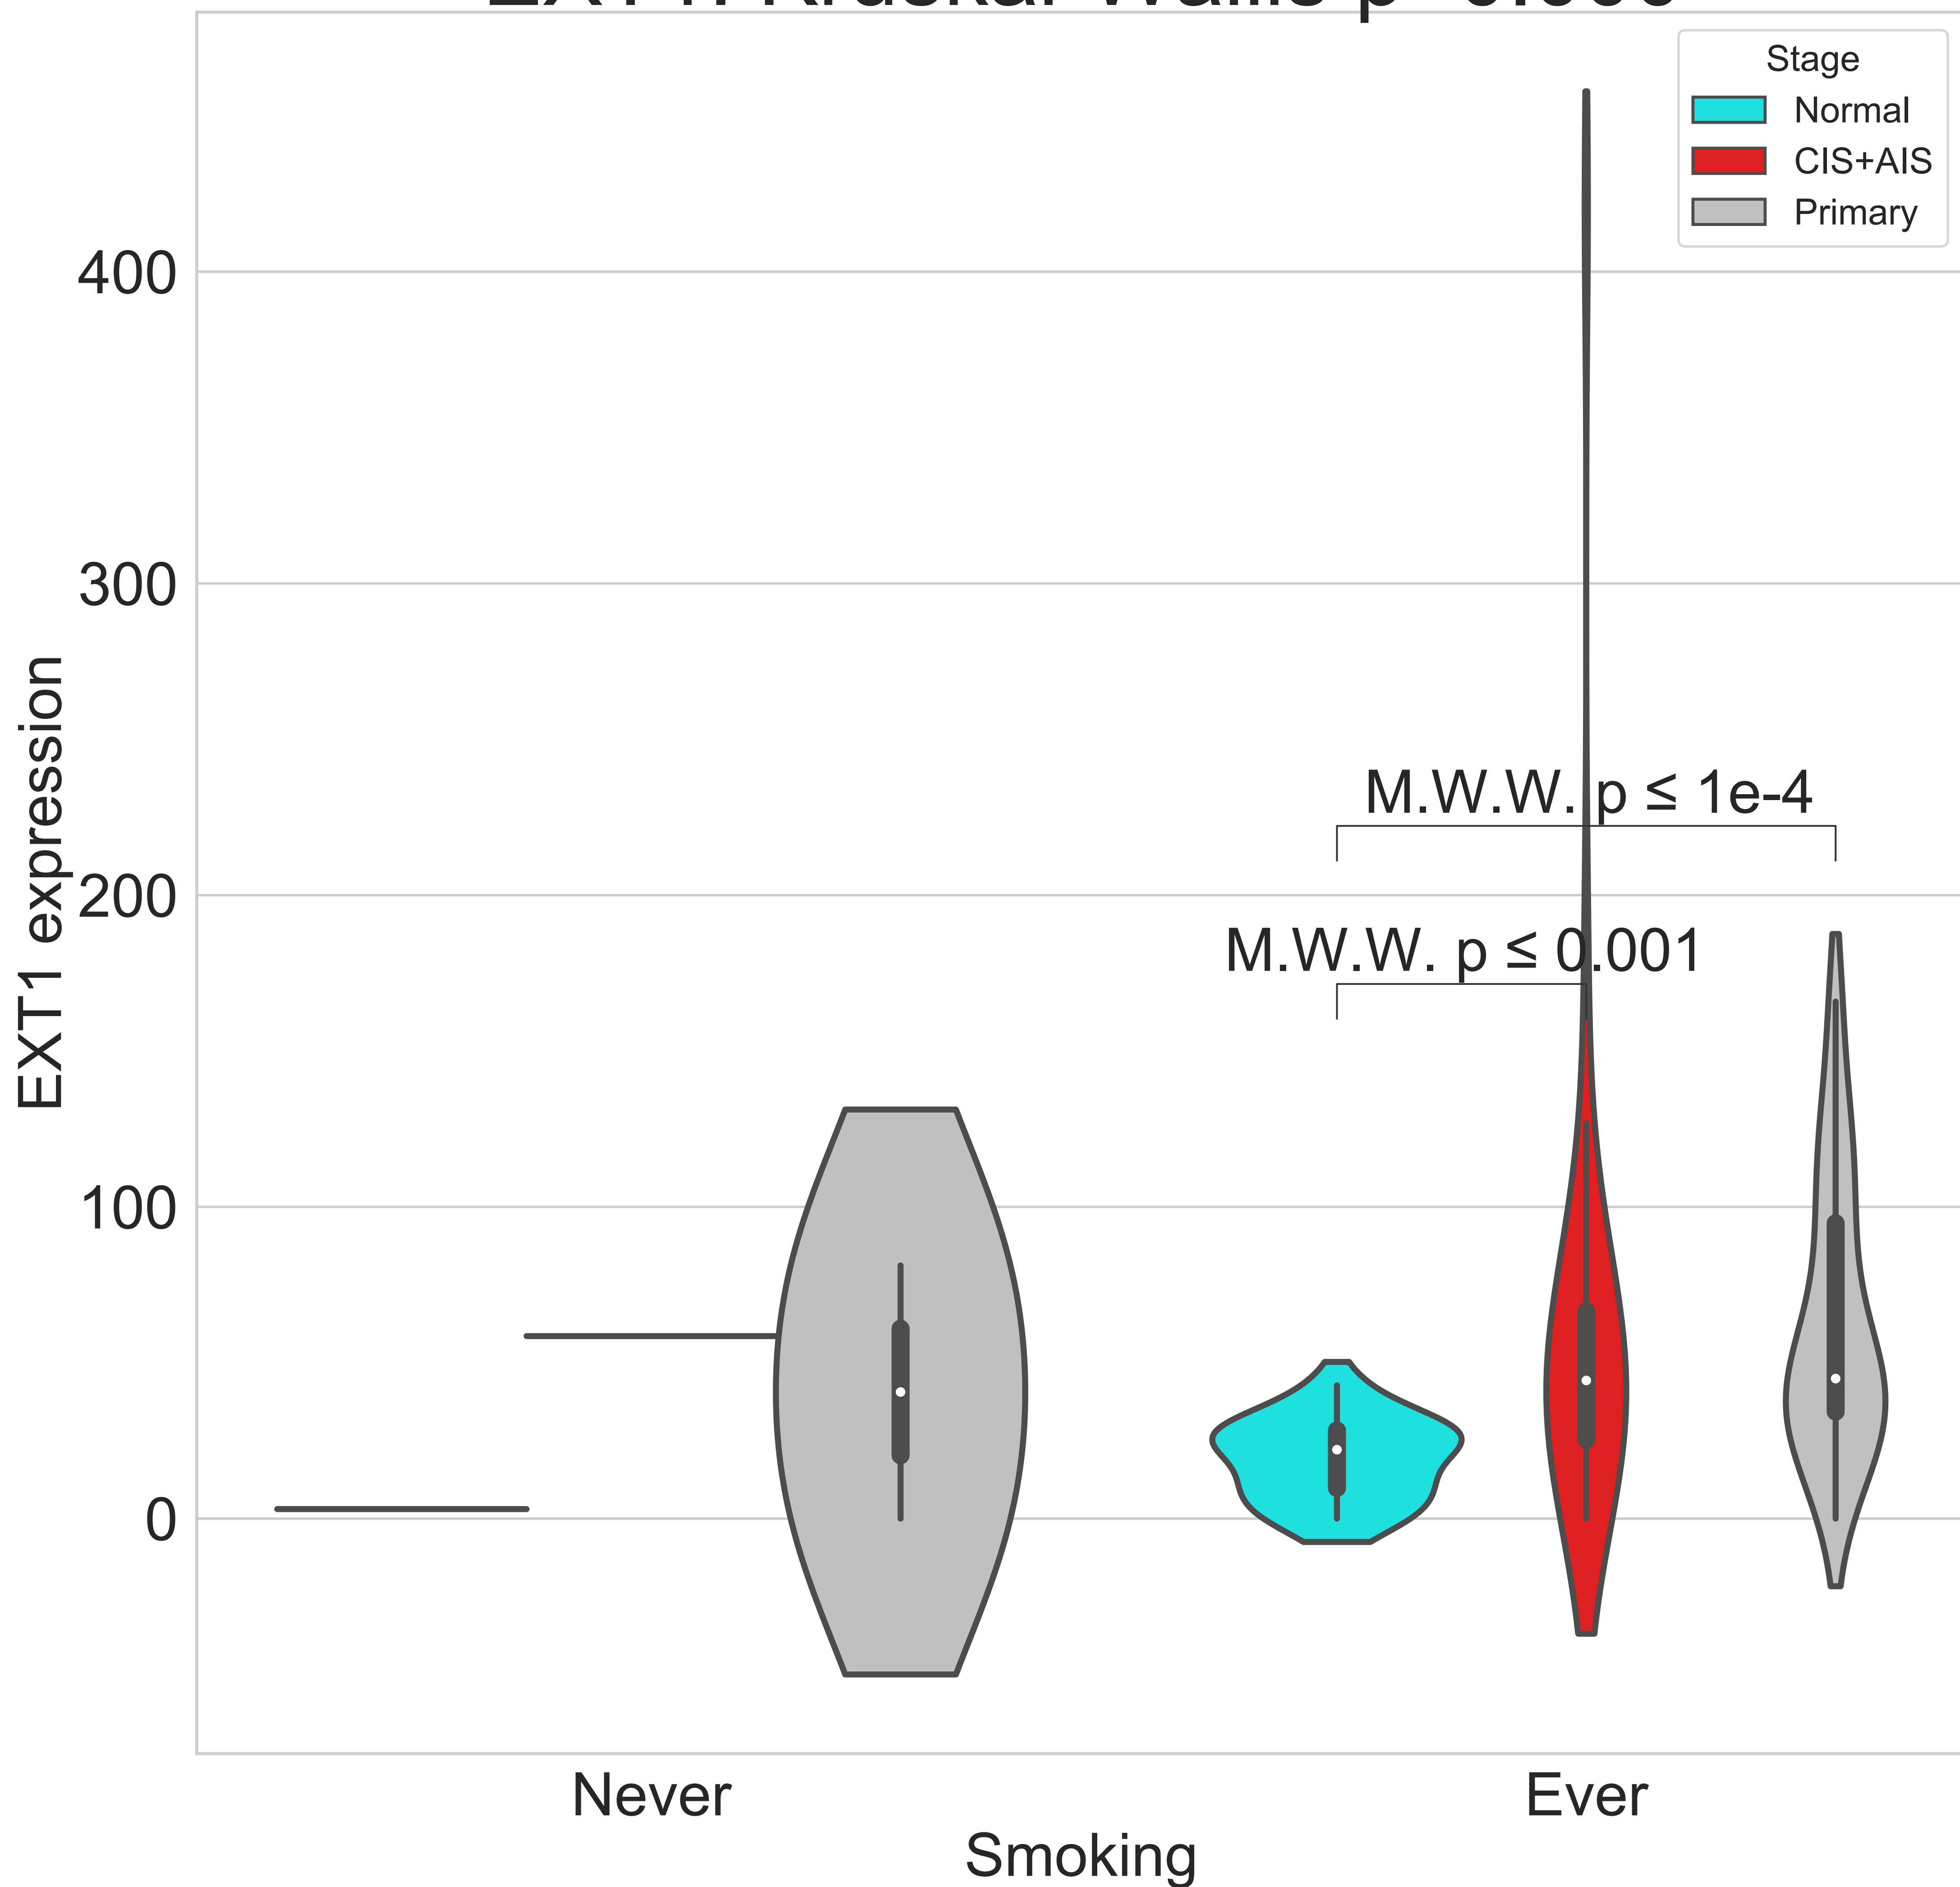 Stage
Normal
CIS+AIS
Primary
400
300
200
100
0
EXT1 expression
M.W.W. p ≤ 1e-4
M.W.W. p ≤ 0.001
Never
Ever
Smoking